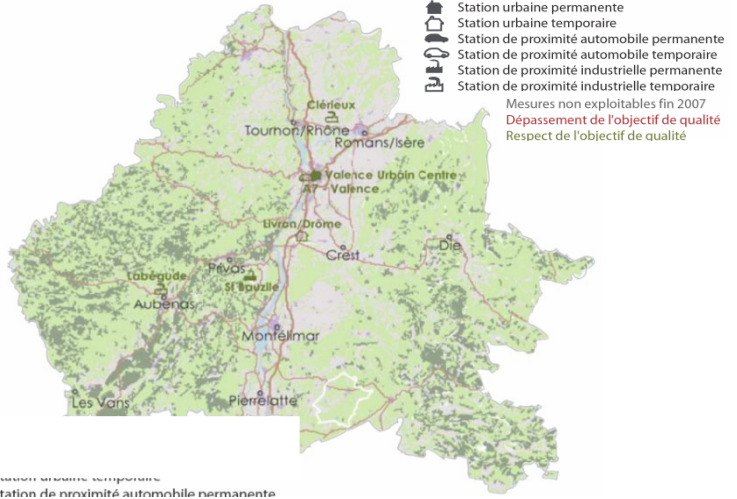 Station urbaine permanente
Station urbaine temporaire
Station de proximité automobile permanente
Station de proximité automobile temporaire
Station de proximité industrielle permanente
Station de proximité industrielle temporaire
Mesures non exploitables fin 2007
Dépassement de l'objectif de qualité
Respect de l'objectif de qualité
Clérieux
Tournon/Rhône
Romans/Isère
Valence Urbain Centre
A7 - Valence
Livron/Drôme
Crest
Die
Privas
St Bauzile
Labégude
Aubenas
Montélimar
Les Vans
Pierrelatte
tation urbaine temporaire
tation de proximité automobile permanente